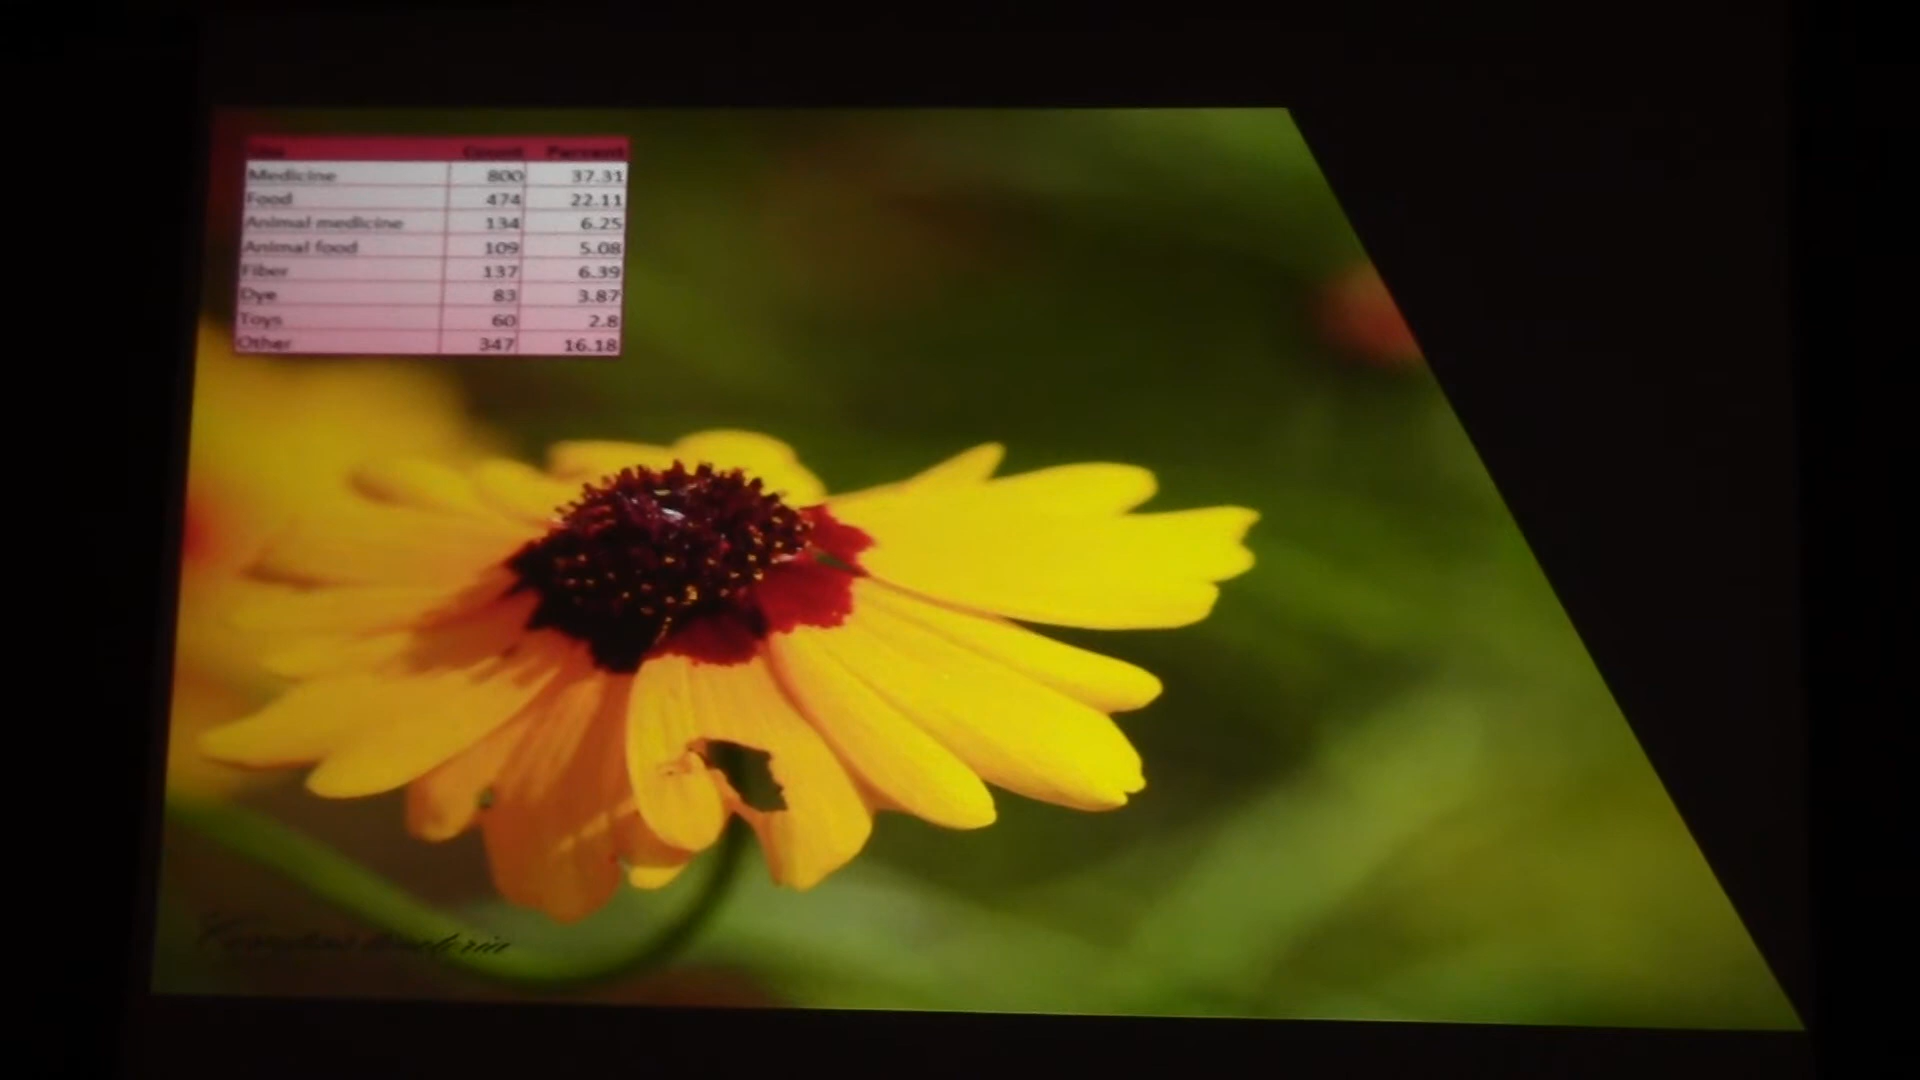 Use Count Percent
Medicine 800 37.31
Food 474 22.11
Animal medicine 134 6.25
Animal food 109 5.08
Fiber 137 6.39
Dye 83 3.87
Toys 60 2.8
Other 347 16.18